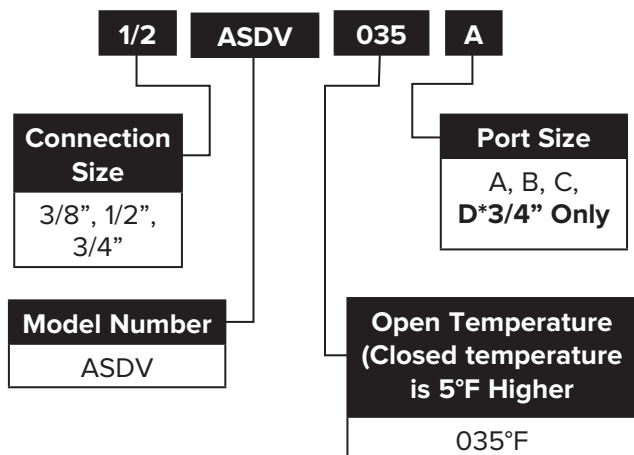 1/2 ASDV 035 A
Connection
Size
3/8”, 1/2”,
3/4”
Port Size
A, B, C,
D*3/4” Only
Model Number
ASDV
Open Temperature
(Closed temperature
is 5°F Higher
035°F